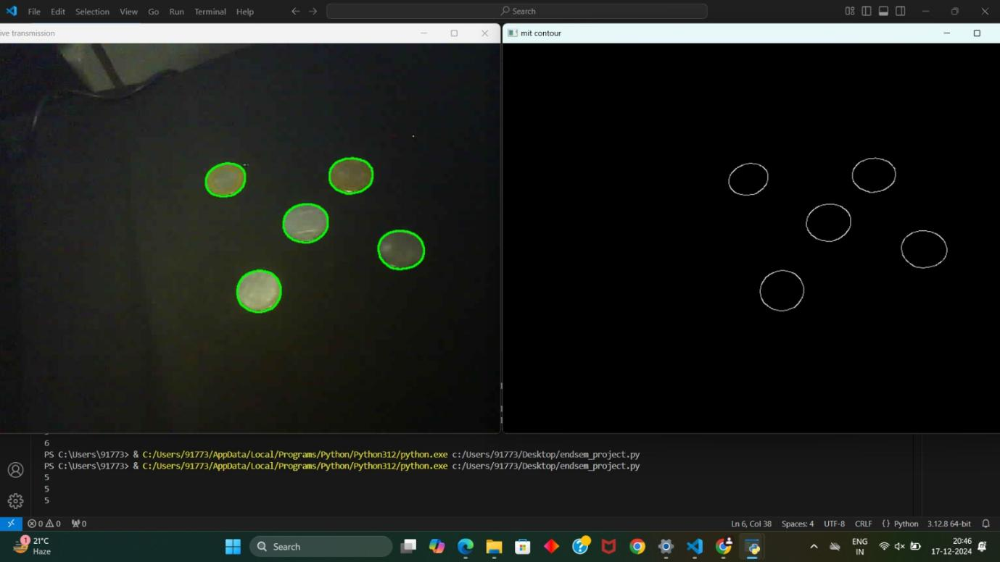 File Edit Selection View Go Run Terminal Help Search
ive transmission
mit contour
6
PS C:\Users\91773> & C:/Users/91773/AppData/Local/Programs/Python/Python312/python.exe c:/Users/91773/Desktop/endsem_project.py
PS C:\Users\91773> & C:/Users/91773/AppData/Local/Programs/Python/Python312/python.exe c:/Users/91773/Desktop/endsem_project.py
5
5
5
0 0 0 Ln 6, Col 38 Spaces: 4 UTF-8 CRLF {} Python 3.12.8 64-bit
1 21°C
Haze
Search
ENG
IN
20:46
17-12-2024